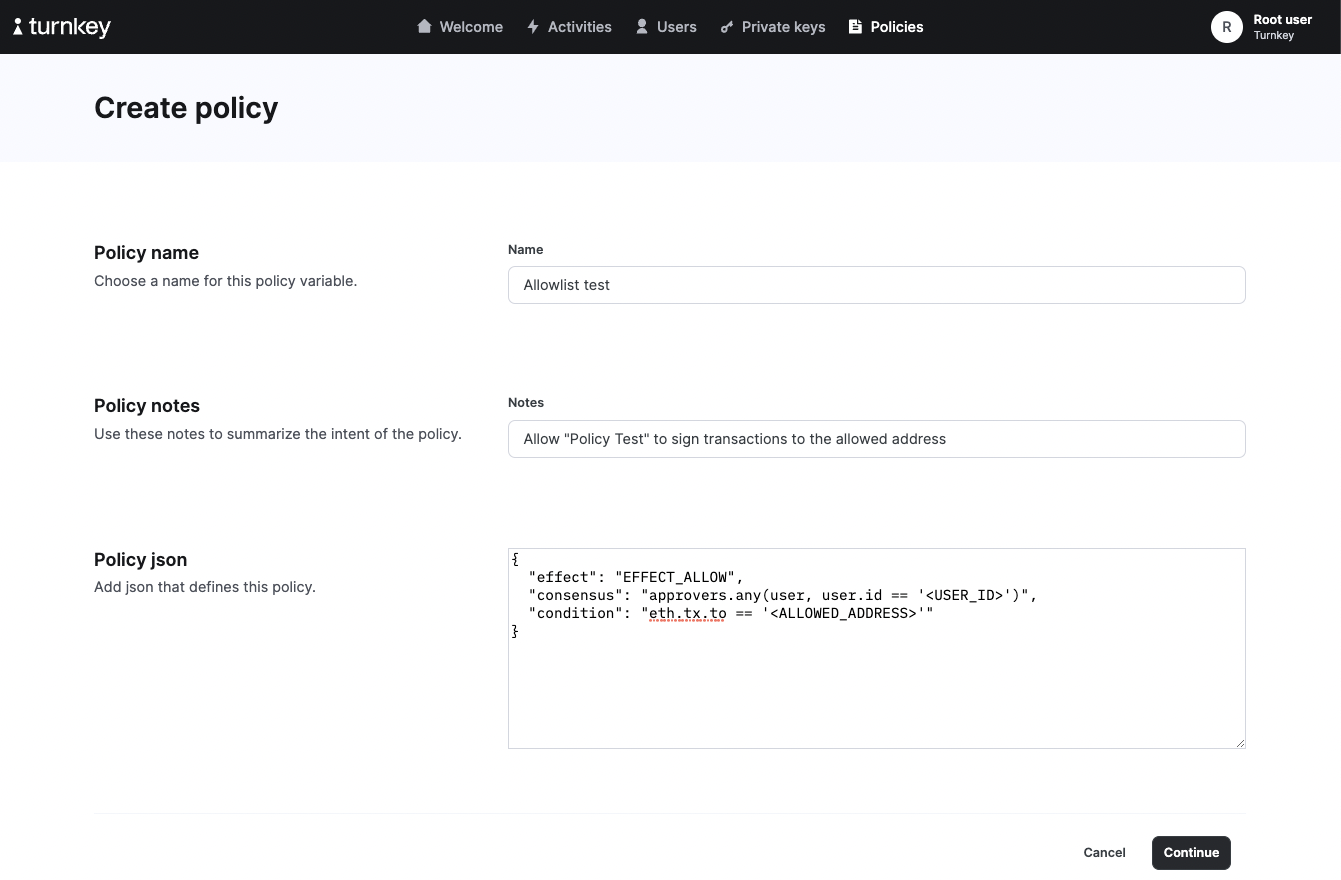 turnkey
Welcome
Activities
Users
Private keys
Policies
R
Root user
Turnkey
Create policy
Policy name
Choose a name for this policy variable.
Name
Allowlist test
Policy notes
Use these notes to summarize the intent of the policy.
Notes
Allow "Policy Test" to sign transactions to the allowed address
Policy json
Add json that defines this policy.
{
  "effect": "EFFECT_ALLOW",
  "consensus": "approvers.any(user, user.id == '<USER_ID>')",
  "condition": "eth.tx.to == '<ALLOWED_ADDRESS>'"
}
Cancel
Continue